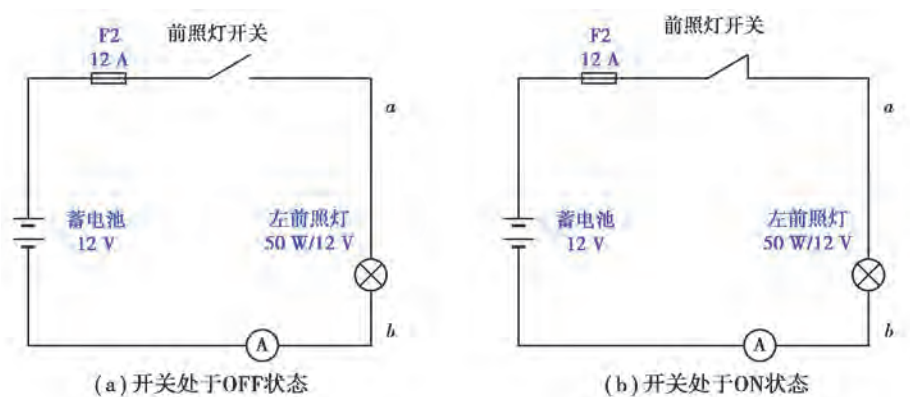 F2
12 A
前照灯开关
a
蓄电池
12 V
左前照灯
50 W/12 V
b
A
(a)开关处于OFF状态
F2
12 A
前照灯开关
a
蓄电池
12 V
左前照灯
50 W/12 V
b
A
(b)开关处于ON状态